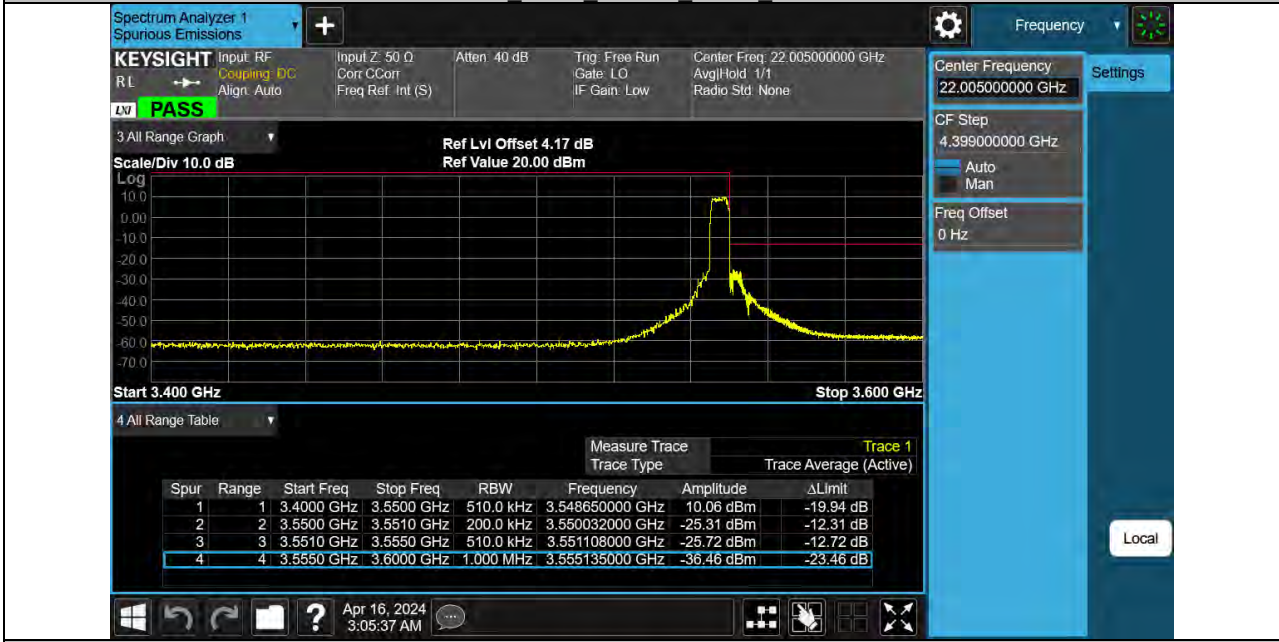 Spectrum Analyzer 1
Spurious Emissions
+
Frequency
KEYSIGHT Input: RF Input Z: 50 Ω Atten: 40 dB Trig: Free Run Center Freq: 22.005000000 GHz
RL Coupling: DC Corr CCorr Gate: LO Avg|Hold: 1/1
Align: Auto Freq Ref: Int (S) IF Gain: Low Radio Std: None
LXI PASS
Center Frequency
22.005000000 GHz
Settings
CF Step
4.399000000 GHz
Auto
Man
Freq Offset
0 Hz
3 All Range Graph
Ref Lvl Offset 4.17 dB
Scale/Div 10.0 dB Ref Value 20.00 dBm
Log
10.0
0.00
-10.0
-20.0
-30.0
-40.0
-50.0
-60.0
-70.0
Start 3.400 GHz Stop 3.600 GHz
4 All Range Table
Measure Trace Trace 1
Trace Type Trace Average (Active)
Spur Range Start Freq Stop Freq RBW Frequency Amplitude ΔLimit
1 1 3.4000 GHz 3.5500 GHz 510.0 kHz 3.548650000 GHz 10.06 dBm -19.94 dB
2 2 3.5500 GHz 3.5510 GHz 200.0 kHz 3.550032000 GHz -25.31 dBm -12.31 dB
3 3 3.5510 GHz 3.5550 GHz 510.0 kHz 3.551108000 GHz -25.72 dBm -12.72 dB
4 4 3.5550 GHz 3.6000 GHz 1.000 MHz 3.555135000 GHz -36.46 dBm -23.46 dB
Local
? Apr 16, 2024
3:05:37 AM